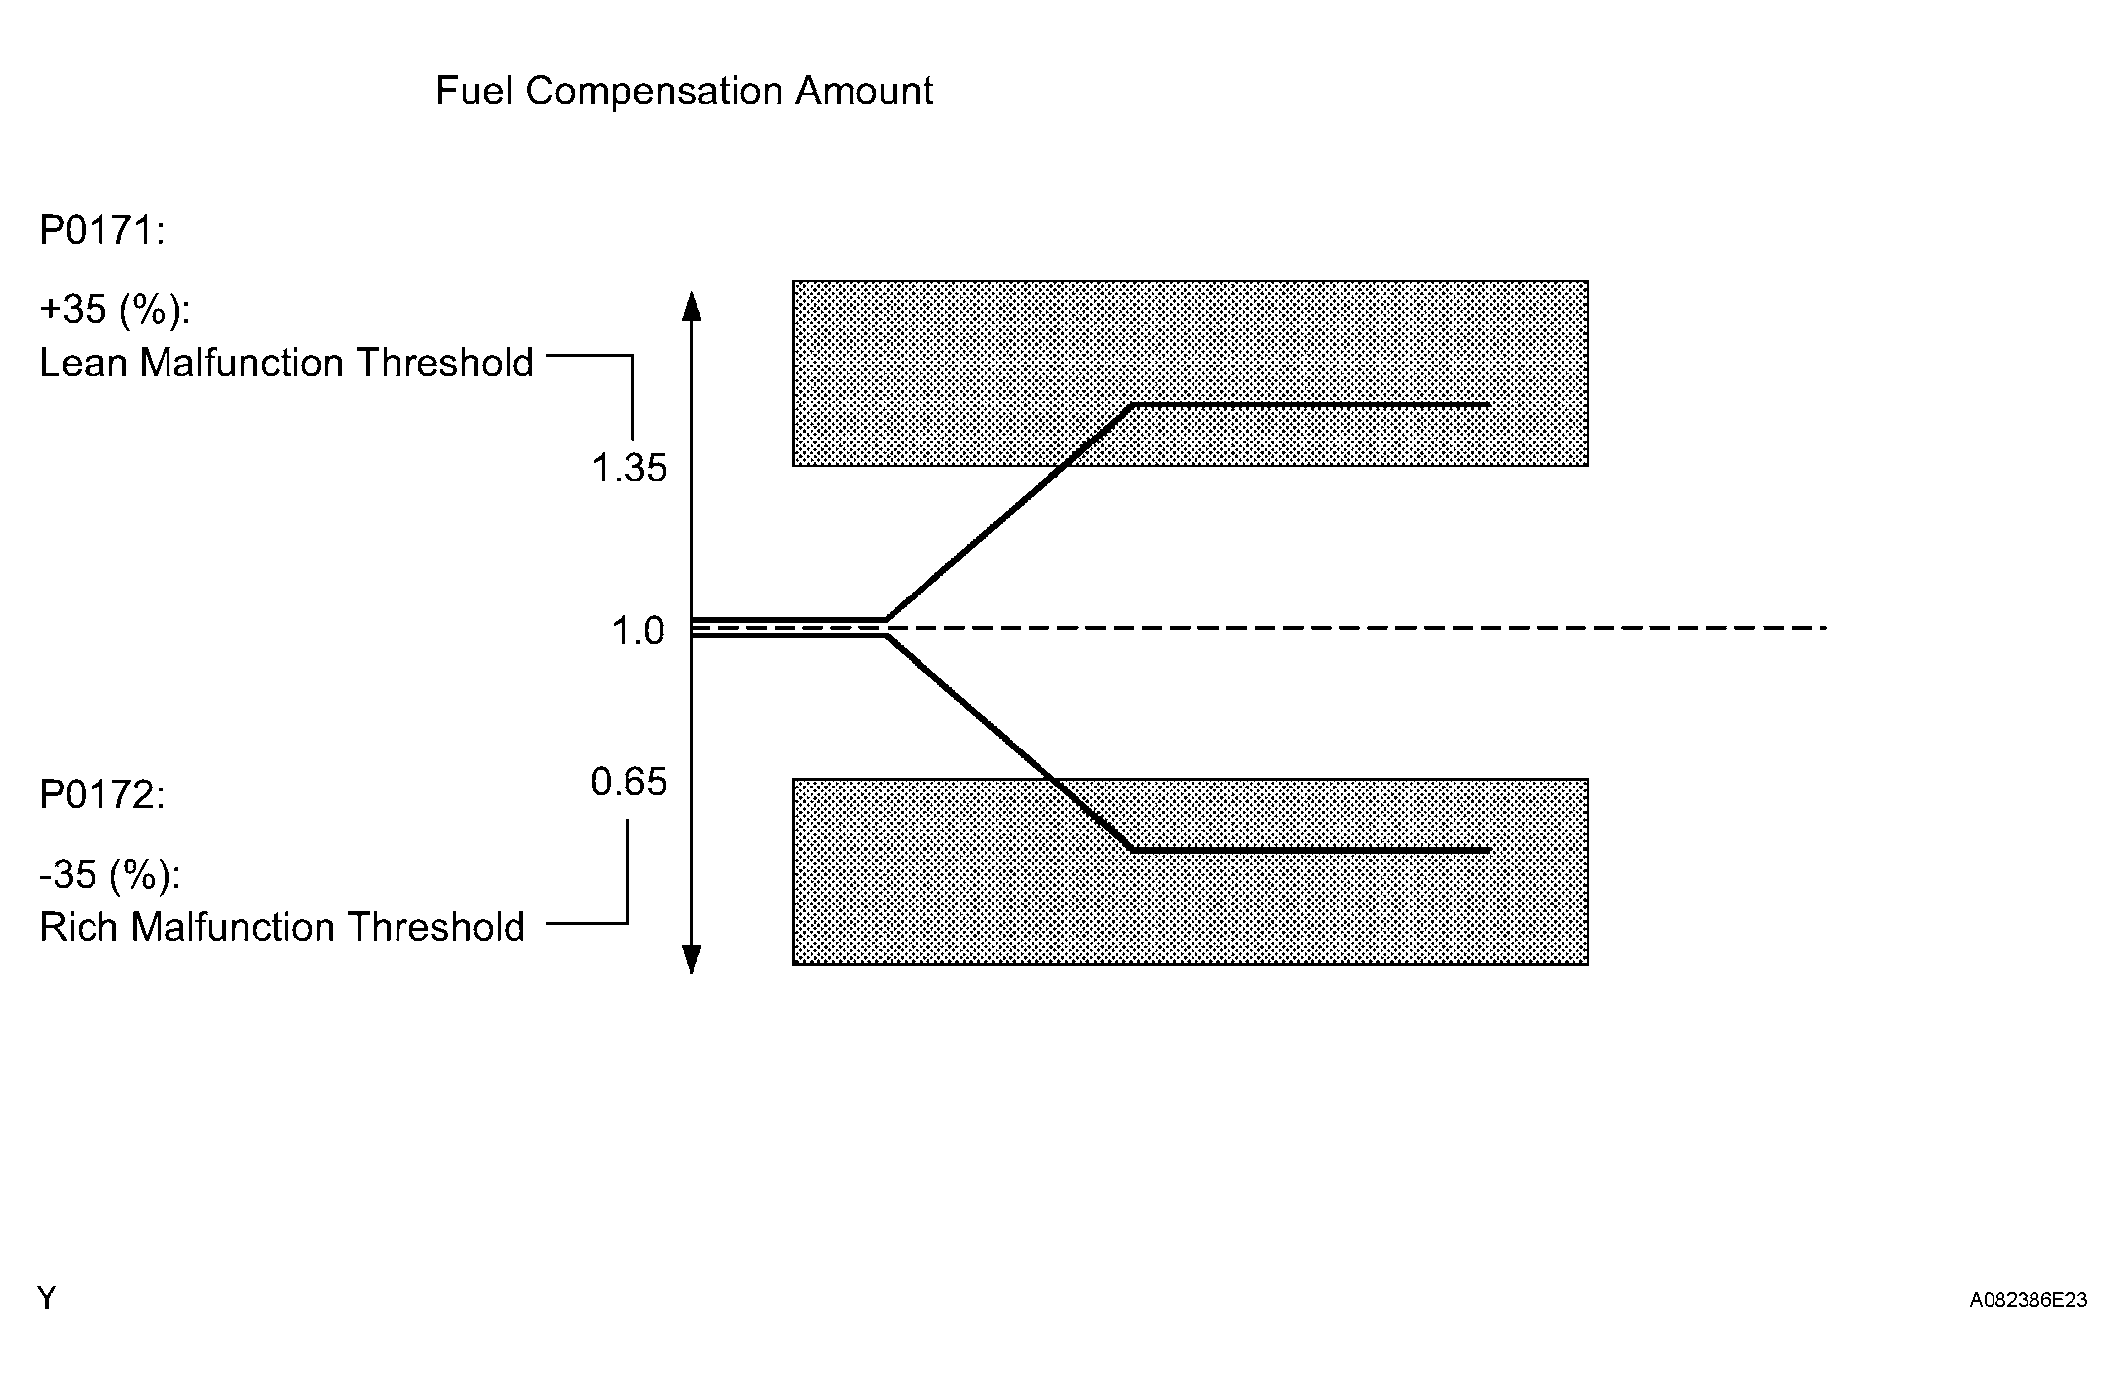 Fuel Compensation Amount
P0171:
+35 (%):
Lean Malfunction Threshold
1.35
1.0
0.65
P0172:
-35 (%):
Rich Malfunction Threshold
Y
A082386E23